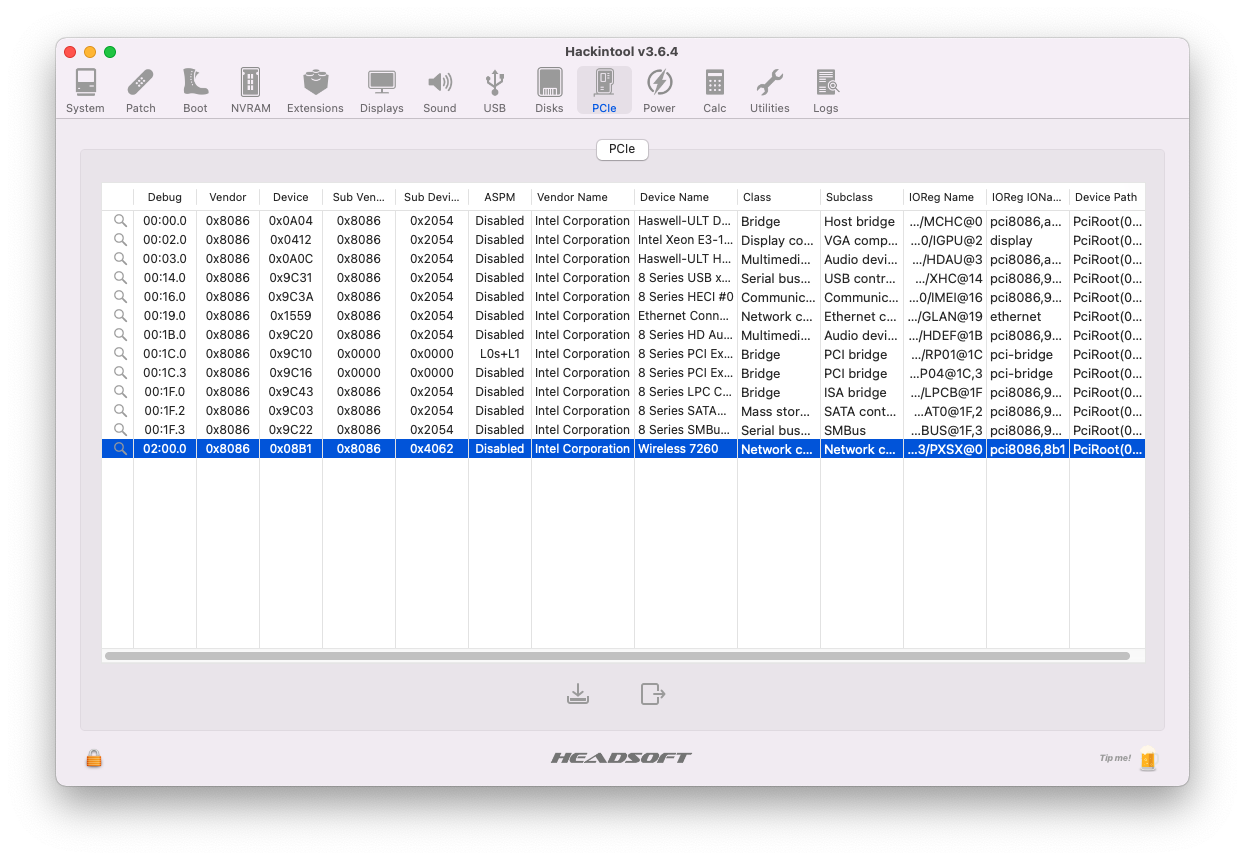 Hackintool v3.6.4
System Patch Boot NVRAM Extensions Displays Sound USB Disks PCIe Power Calc Utilities Logs
PCIe
Debug Vendor Device Sub Ven... Sub Devi... ASPM Vendor Name Device Name Class Subclass IOReg Name IOReg IONa... Device Path
00:00.0 0x8086 0x0A04 0x8086 0x2054 Disabled Intel Corporation Haswell-ULT D... Bridge Host bridge .../MCHC@0 pci8086,a... PciRoot(0...
00:02.0 0x8086 0x0412 0x8086 0x2054 Disabled Intel Corporation Intel Xeon E3-1... Display co... VGA comp... ...0/IGPU@2 display PciRoot(0...
00:03.0 0x8086 0x0A0C 0x8086 0x2054 Disabled Intel Corporation Haswell-ULT H... Multimedi... Audio devi... .../HDAU@3 pci8086,a... PciRoot(0...
00:14.0 0x8086 0x9C31 0x8086 0x2054 Disabled Intel Corporation 8 Series USB x... Serial bus... USB contr... .../XHC@14 pci8086,9... PciRoot(0...
00:16.0 0x8086 0x9C3A 0x8086 0x2054 Disabled Intel Corporation 8 Series HECI #0 Communic... Communic... ...0/IMEI@16 pci8086,9... PciRoot(0...
00:19.0 0x8086 0x1559 0x8086 0x2054 Disabled Intel Corporation Ethernet Conn... Network c... Ethernet c... .../GLAN@19 ethernet PciRoot(0...
00:1B.0 0x8086 0x9C20 0x8086 0x2054 Disabled Intel Corporation 8 Series HD Au... Multimedi... Audio devi... .../HDEF@1B pci8086,9... PciRoot(0...
00:1C.0 0x8086 0x9C10 0x0000 0x0000 L0s+L1 Intel Corporation 8 Series PCI Ex... Bridge PCI bridge .../RP01@1C pci-bridge PciRoot(0...
00:1C.3 0x8086 0x9C16 0x0000 0x0000 Disabled Intel Corporation 8 Series PCI Ex... Bridge PCI bridge ...P04@1C,3 pci-bridge PciRoot(0...
00:1F.0 0x8086 0x9C43 0x8086 0x2054 Disabled Intel Corporation 8 Series LPC C... Bridge ISA bridge .../LPCB@1F pci8086,9... PciRoot(0...
00:1F.2 0x8086 0x9C03 0x8086 0x2054 Disabled Intel Corporation 8 Series SATA... Mass stor... SATA cont... ...AT0@1F,2 pci8086,9... PciRoot(0...
00:1F.3 0x8086 0x9C22 0x8086 0x2054 Disabled Intel Corporation 8 Series SMBu... Serial bus... SMBus ...BUS@1F,3 pci8086,9... PciRoot(0...
02:00.0 0x8086 0x08B1 0x8086 0x4062 Disabled Intel Corporation Wireless 7260 Network c... Network c... ...3/PXSX@0 pci8086,8b1 PciRoot(0...
HEADSOFT
Tip me!